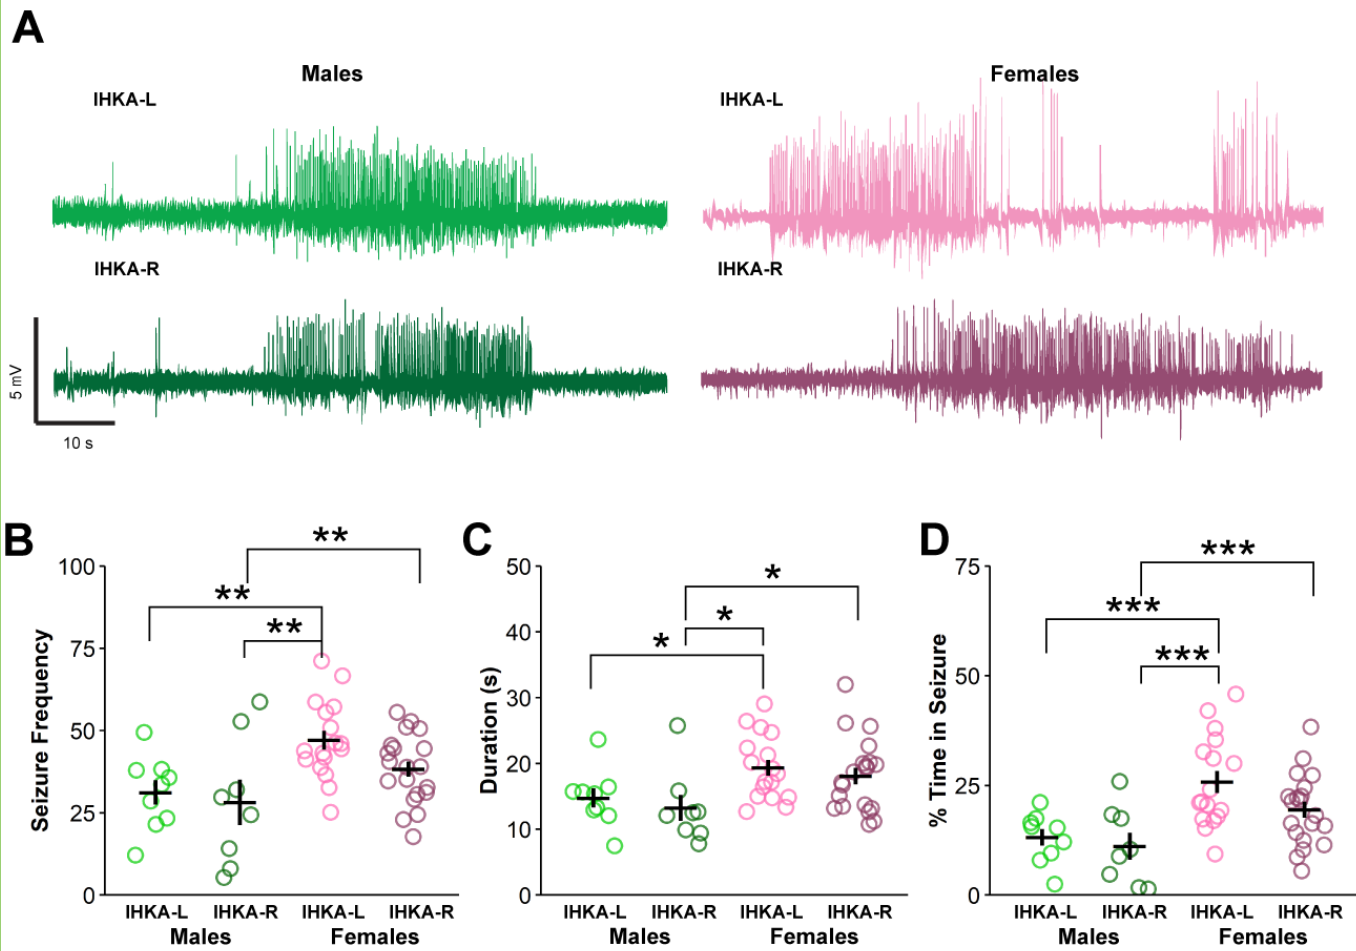 A
Males
Females
IHKA-L
IHKA-L
IHKA-R
IHKA-R
5 mV
10 s
B
C
D
**
**
**
*
*
*
***
***
***
Seizure Frequency
100
75
50
25
0
IHKA-L IHKA-R IHKA-L IHKA-R
Males Females
Duration (s)
50
40
30
20
10
0
IHKA-L IHKA-R IHKA-L IHKA-R
Males Females
% Time in Seizure
75
50
25
0
IHKA-L IHKA-R IHKA-L IHKA-R
Males Females